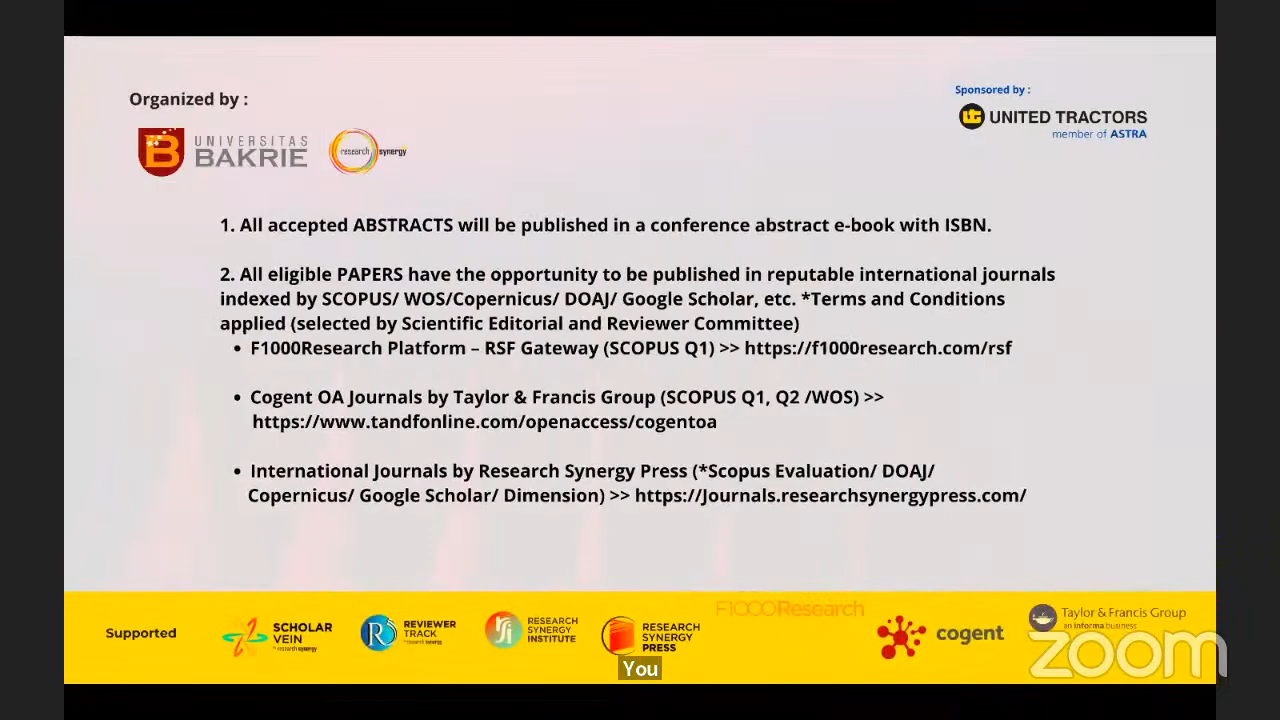 Organized by :
Sponsored by :
UNIVERSITAS
BAKRIE
research synergy
UNITED TRACTORS
member of ASTRA
1. All accepted ABSTRACTS will be published in a conference abstract e-book with ISBN.
2. All eligible PAPERS have the opportunity to be published in reputable international journals
indexed by SCOPUS/ WOS/Copernicus/ DOAJ/ Google Scholar, etc. *Terms and Conditions
applied (selected by Scientific Editorial and Reviewer Committee)
• F1000Research Platform – RSF Gateway (SCOPUS Q1) >> https://f1000research.com/rsf
• Cogent OA Journals by Taylor & Francis Group (SCOPUS Q1, Q2 /WOS) >>
https://www.tandfonline.com/openaccess/cogentoa
• International Journals by Research Synergy Press (*Scopus Evaluation/ DOAJ/
Copernicus/ Google Scholar/ Dimension) >> https://Journals.researchsynergypress.com/
Supported
SCHOLAR
VEIN
REVIEWER
TRACK
RESEARCH
SYNERGY
INSTITUTE
RESEARCH
SYNERGY
PRESS
F1000Research
cogent
Taylor & Francis Group
an informa business
zoom
You